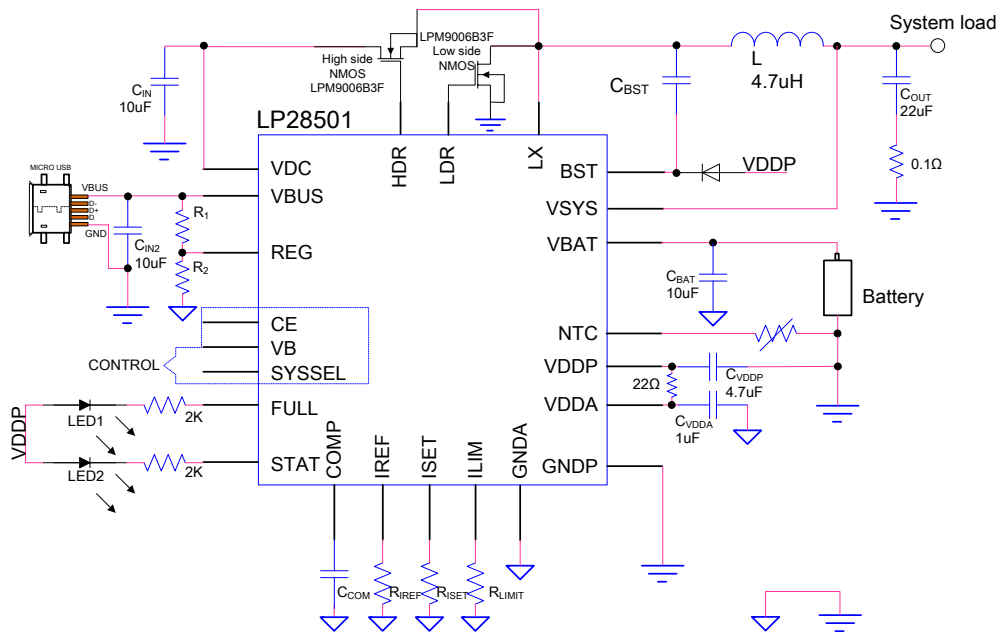 LPM9006B3F
Low side
NMOS
High side
NMOS
LPM9006B3F
System load
C_IN
10uF
C_BST
L
4.7uH
C_OUT
22uF
0.1Ω
LP28501
HDR
LDR
LX
VDC
VBUS
REG
CE
VB
SYSSEL
FULL
STAT
BST
VSYS
VBAT
NTC
VDDP
VDDA
GNDP
COMP
IREF
ISET
ILIM
GNDA
VDDP
MICRO USB
VBUS
D-
D+
D
GND
C_IN2
10uF
R1
R2
CONTROL
VDDP
LED1
2K
LED2
2K
C_BAT
10uF
Battery
22Ω
C_VDDP
4.7uF
C_VDDA
1uF
C_COM
R_IREF
R_ISET
R_LIMIT